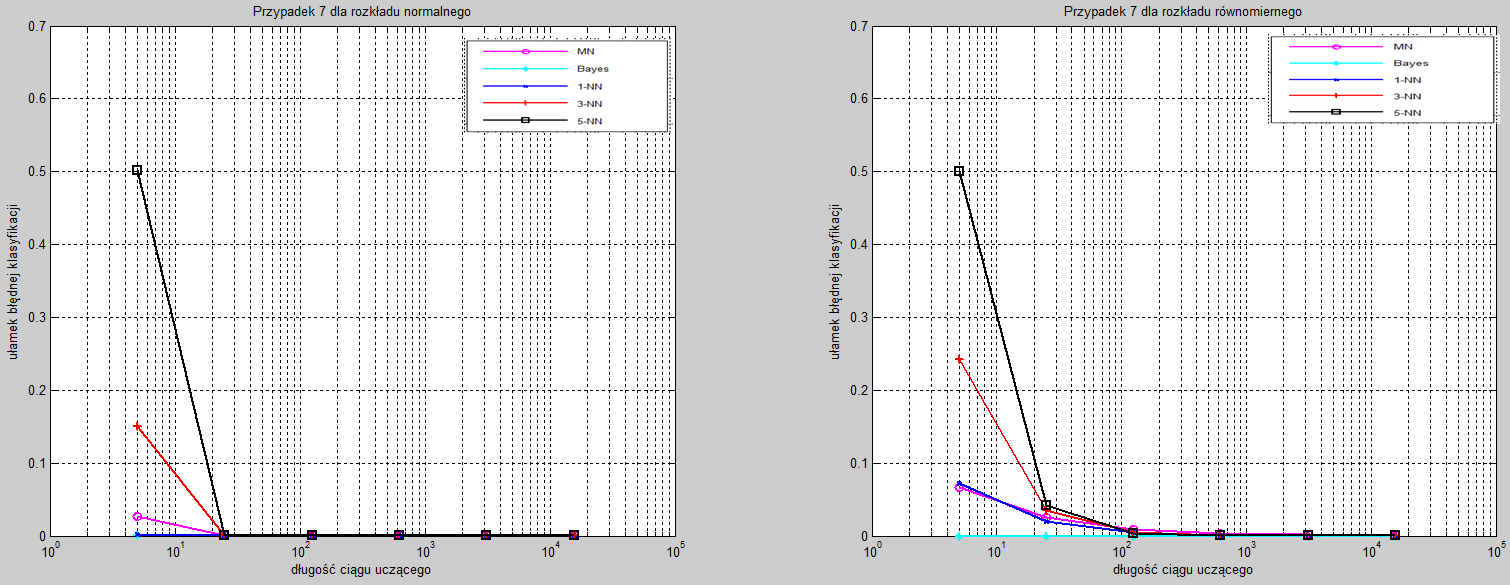 Przypadek 7 dla rozkładu normalnego
0.7
0.6
0.5
0.4
0.3
0.2
0.1
0
ułamek błędnej klasyfikacji
MN
Bayes
1-NN
3-NN
5-NN
10^0 10^1 10^2 10^3 10^4 10^5
długość ciągu uczącego
Przypadek 7 dla rozkładu równomiernego
0.7
0.6
0.5
0.4
0.3
0.2
0.1
0
ułamek błędnej klasyfikacji
MN
Bayes
1-NN
3-NN
5-NN
10^0 10^1 10^2 10^3 10^4 10^5
długość ciągu uczącego